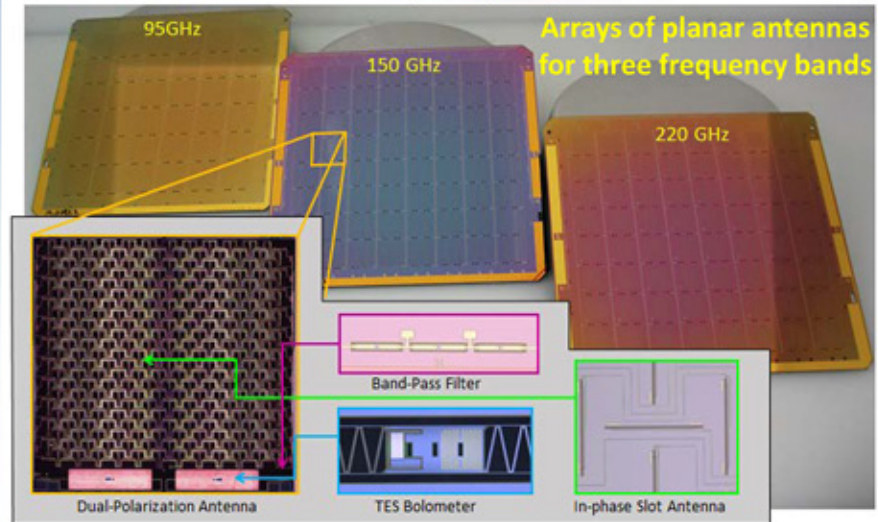 Arrays of planar antennas
for three frequency bands
95GHz
150 GHz
220 GHz
Band-Pass Filter
Dual-Polarization Antenna
TES Bolometer
In-phase Slot Antenna